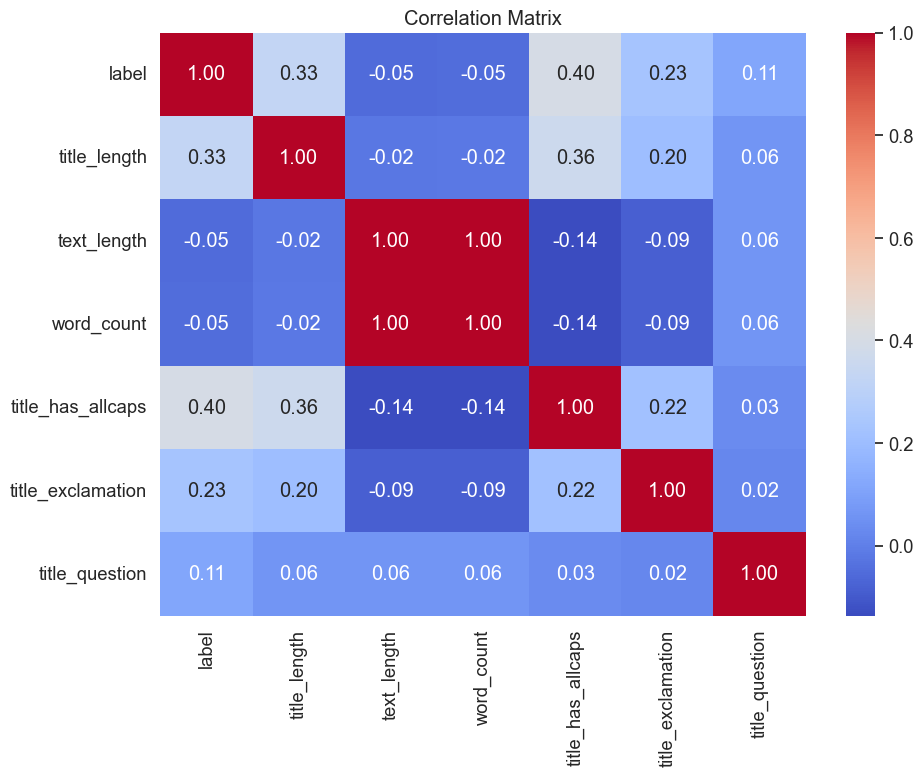 Correlation Matrix
label 1.00 0.33 -0.05 -0.05 0.40 0.23 0.11
title_length 0.33 1.00 -0.02 -0.02 0.36 0.20 0.06
text_length -0.05 -0.02 1.00 1.00 -0.14 -0.09 0.06
word_count -0.05 -0.02 1.00 1.00 -0.14 -0.09 0.06
title_has_allcaps 0.40 0.36 -0.14 -0.14 1.00 0.22 0.03
title_exclamation 0.23 0.20 -0.09 -0.09 0.22 1.00 0.02
title_question 0.11 0.06 0.06 0.06 0.03 0.02 1.00
label
title_length
text_length
word_count
title_has_allcaps
title_exclamation
title_question
1.0
0.8
0.6
0.4
0.2
0.0